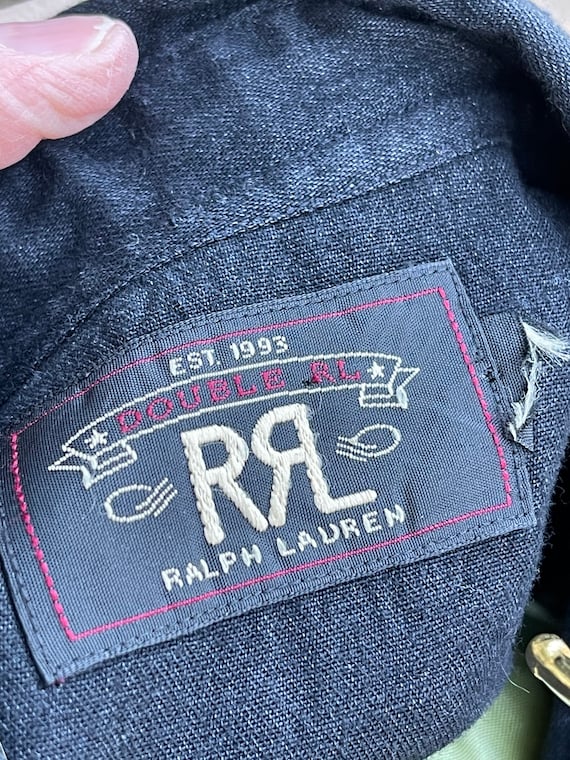 EST. 1993
DOUBLE RL
RRL
RALPH LAUREN